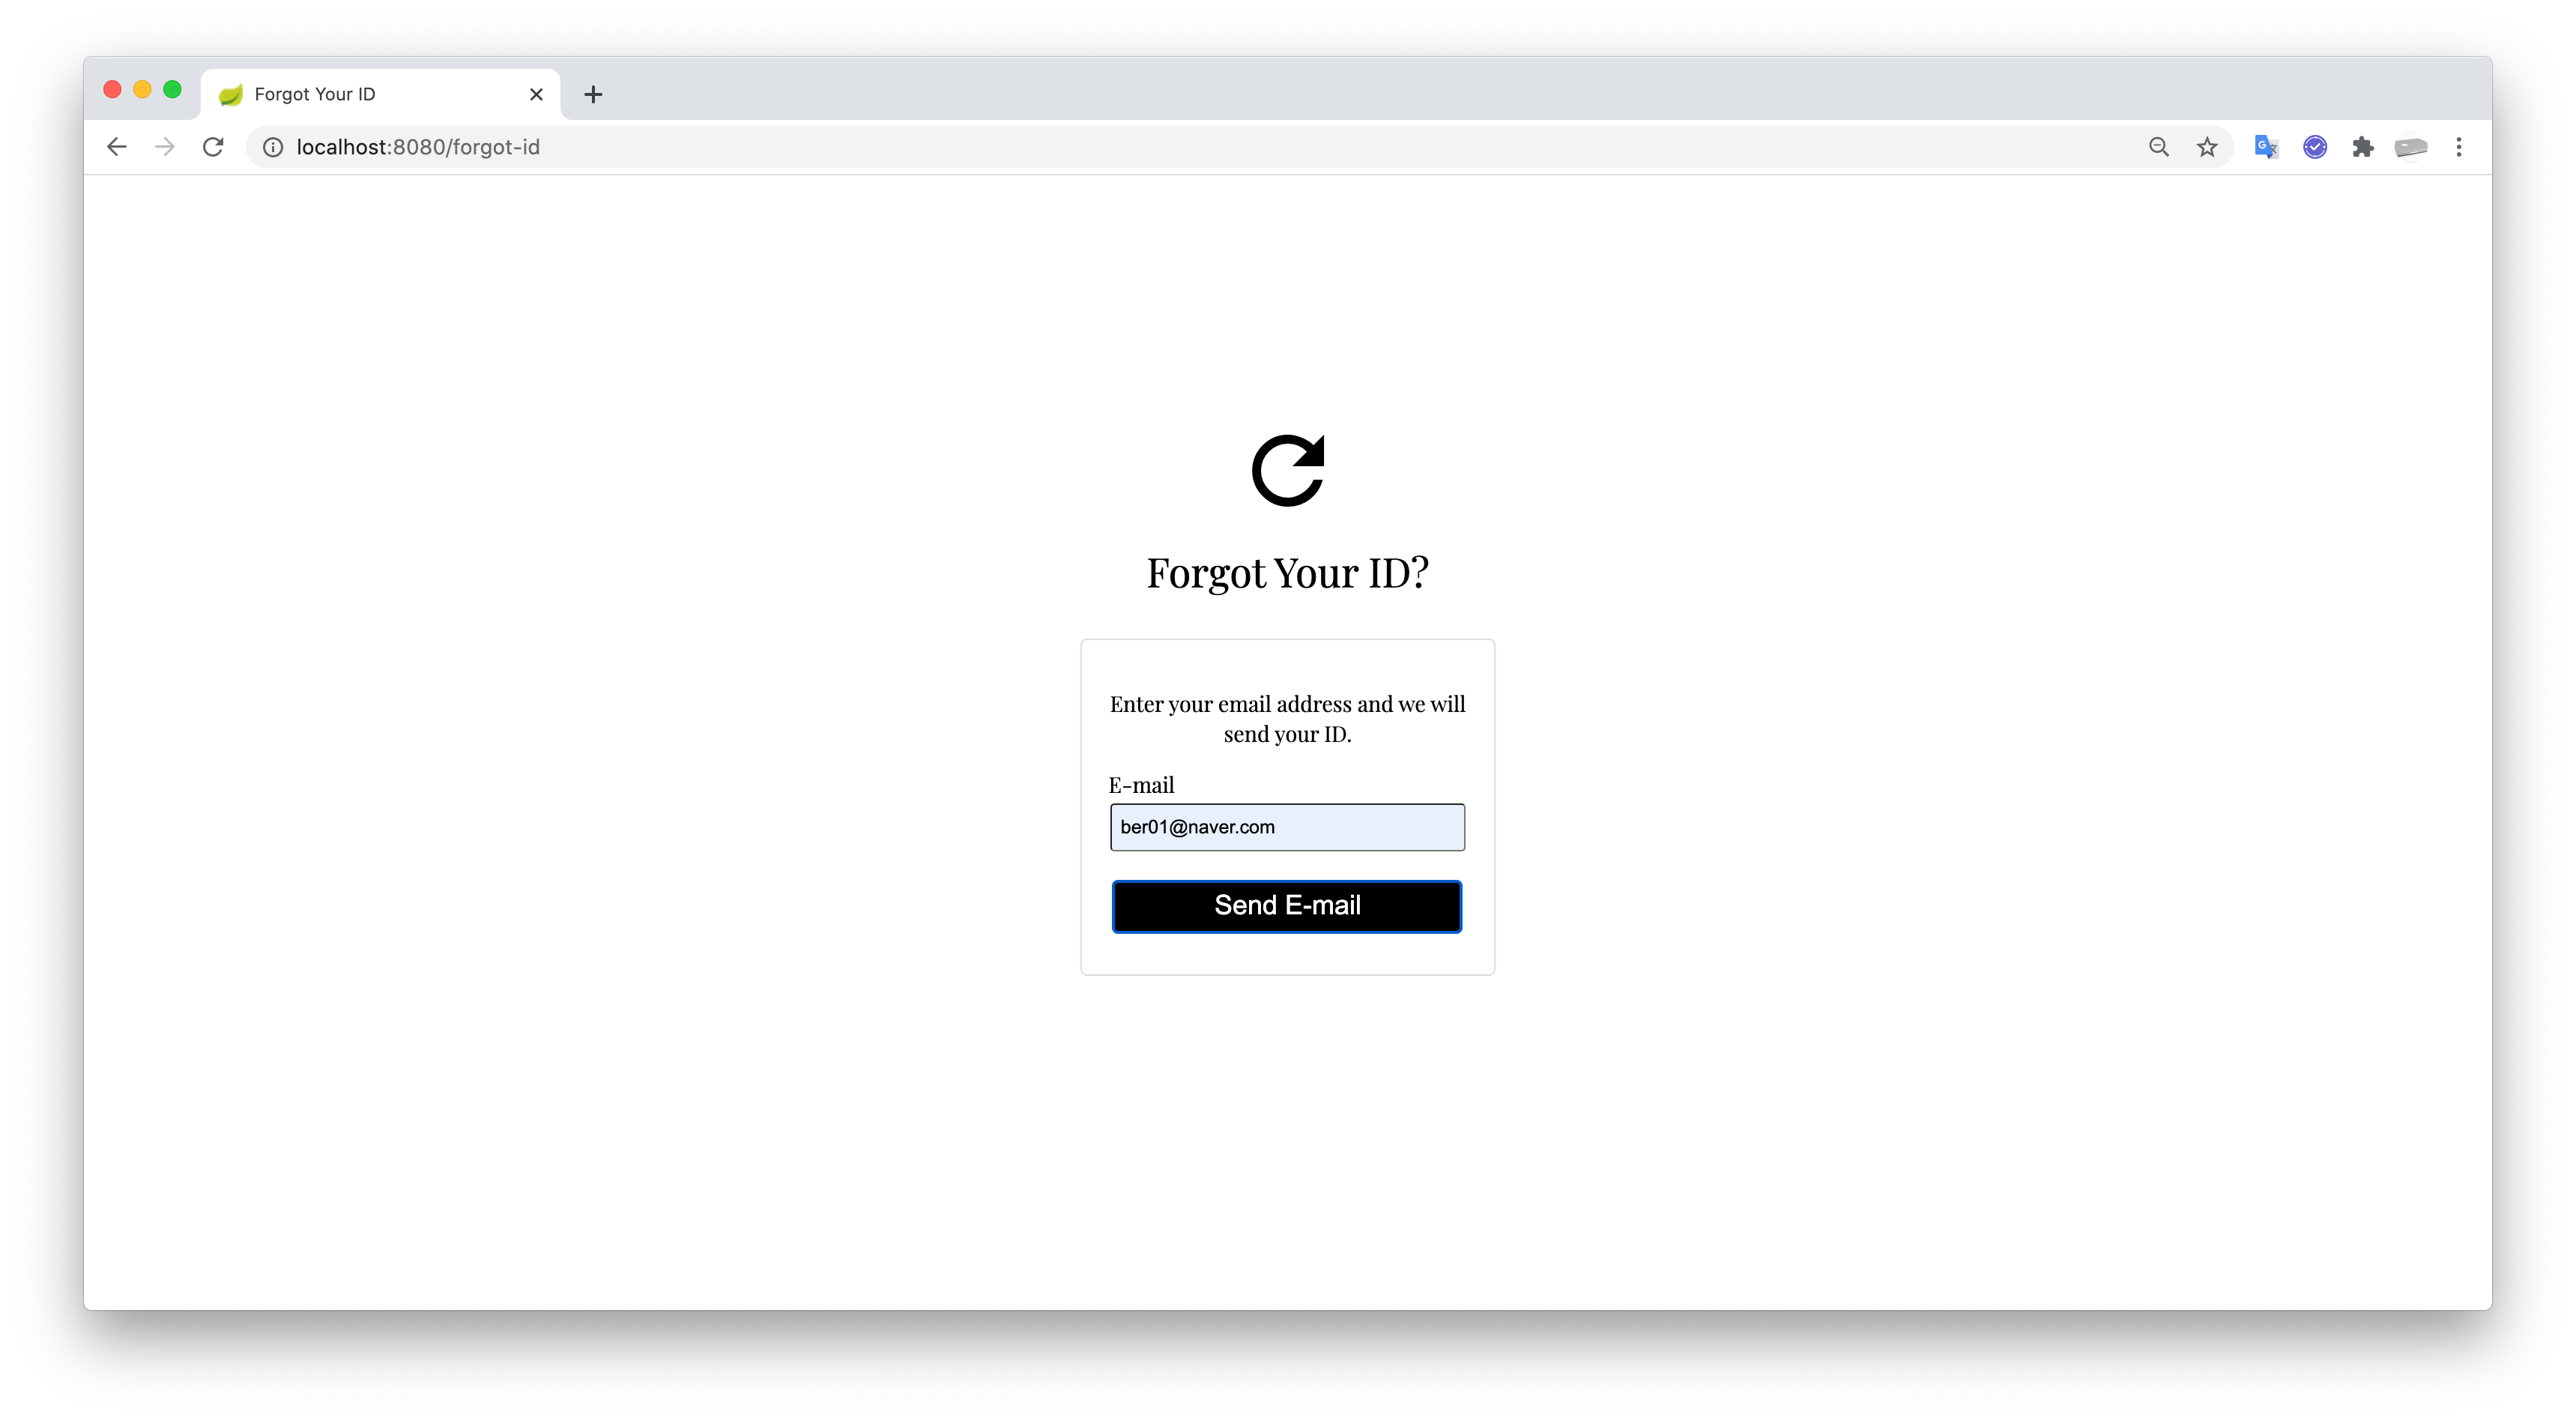 Forgot Your ID
localhost:8080/forgot-id
Forgot Your ID?
Enter your email address and we will
send your ID.
E-mail
ber01@naver.com
Send E-mail